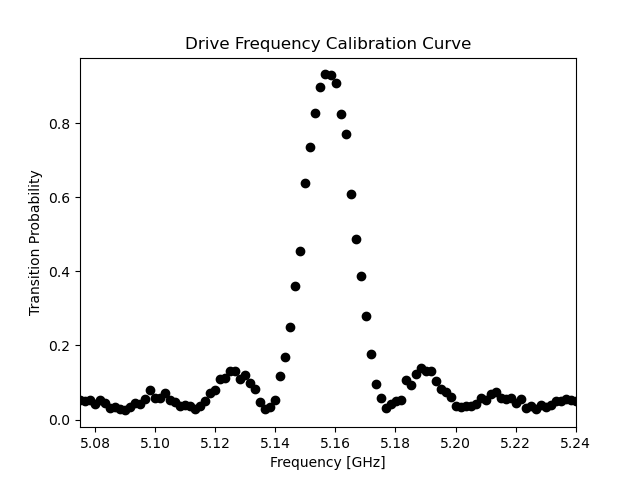 Drive Frequency Calibration Curve
Transition Probability
0.8
0.6
0.4
0.2
0.0
5.08 5.10 5.12 5.14 5.16 5.18 5.20 5.22 5.24
Frequency [GHz]